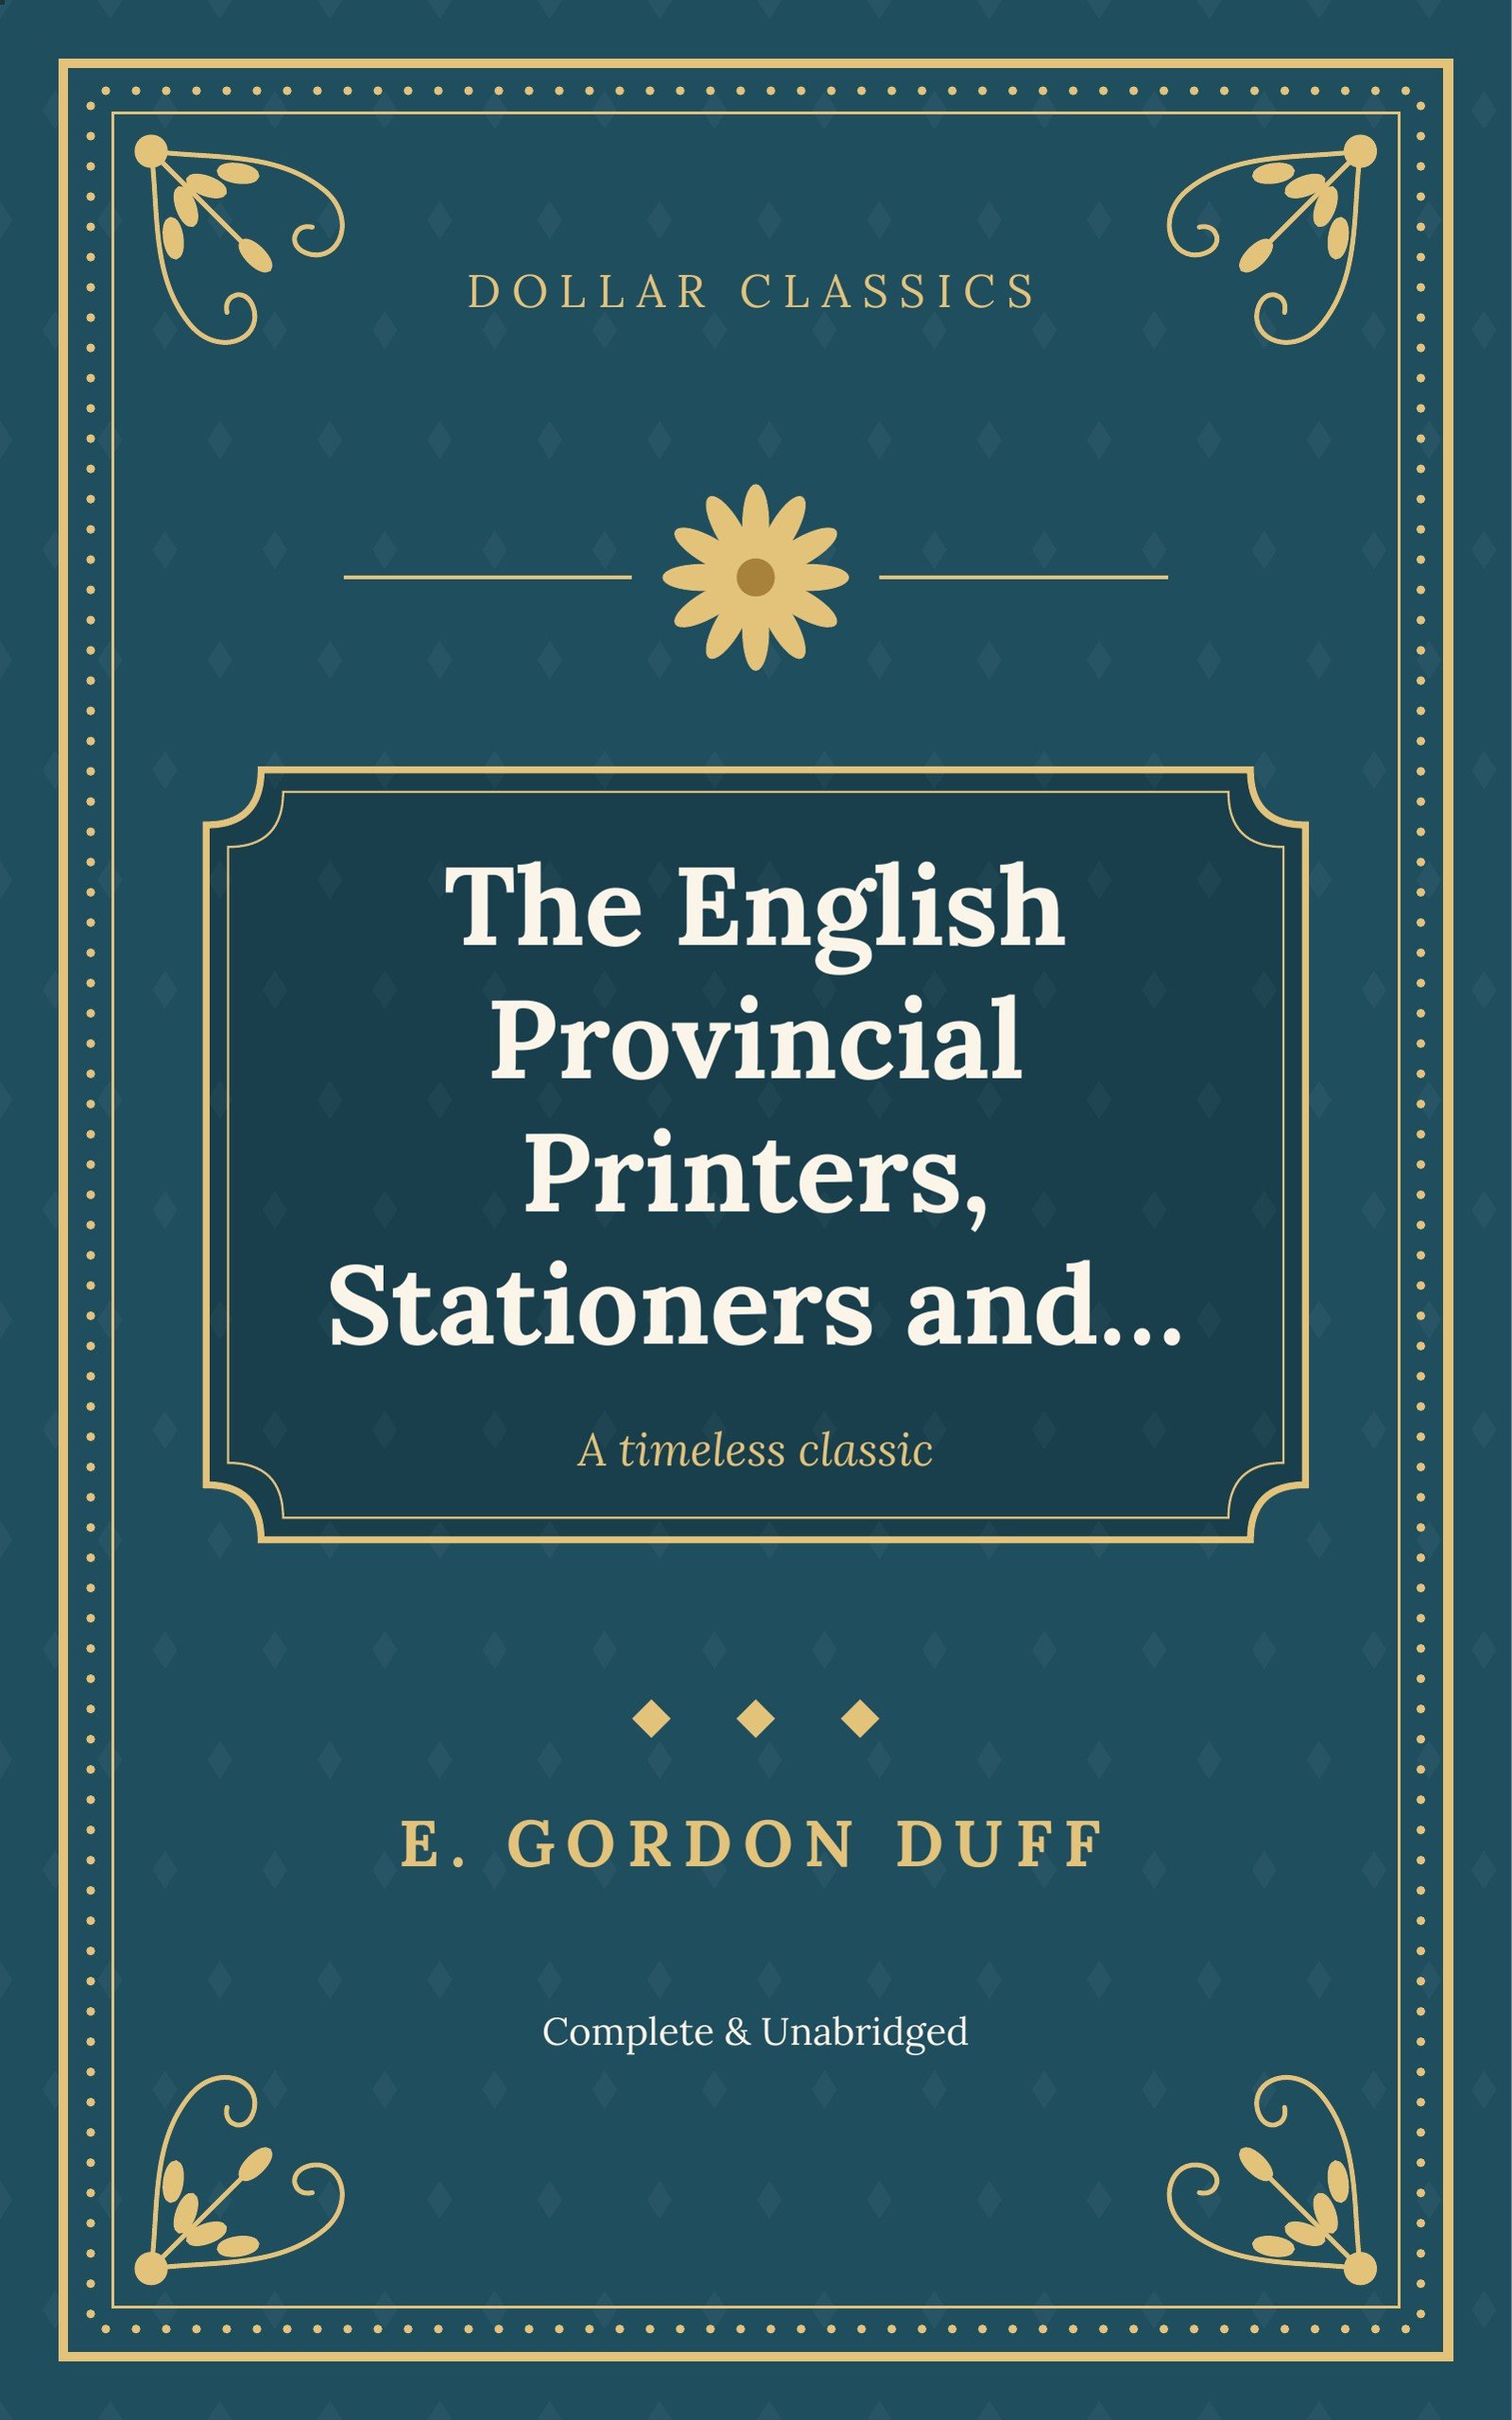 DOLLAR CLASSICS
The English
Provincial
Printers,
Stationers and...
A timeless classic
E. GORDON DUFF
Complete & Unabridged